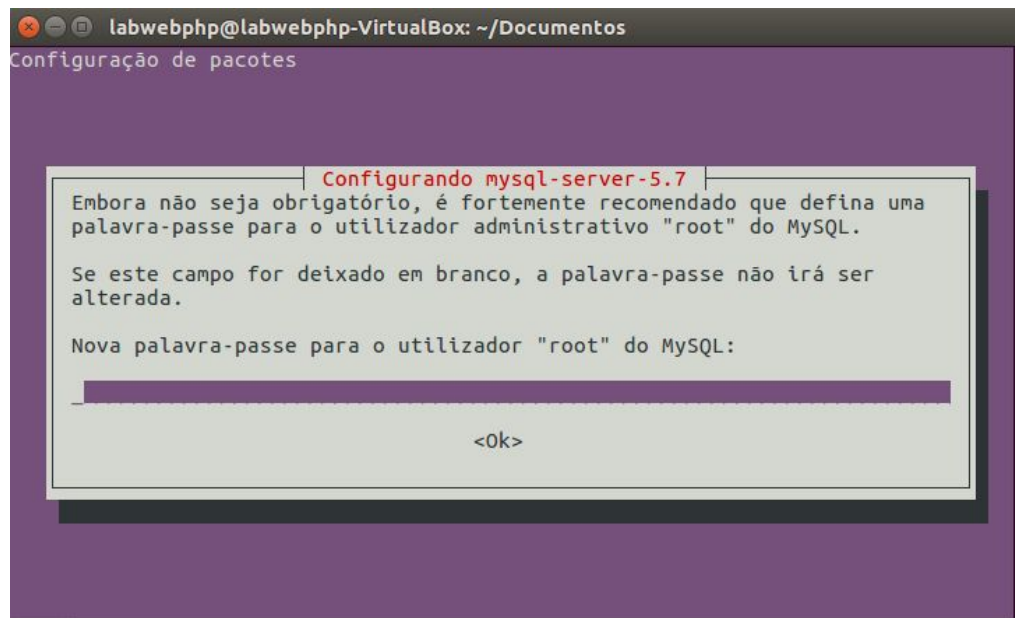 labwebphp@labwebphp-VirtualBox: ~/Documentos
Configuração de pacotes
Configurando mysql-server-5.7
Embora não seja obrigatório, é fortemente recomendado que defina uma
palavra-passe para o utilizador administrativo "root" do MySQL.
Se este campo for deixado em branco, a palavra-passe não irá ser
alterada.
Nova palavra-passe para o utilizador "root" do MySQL:
<Ok>